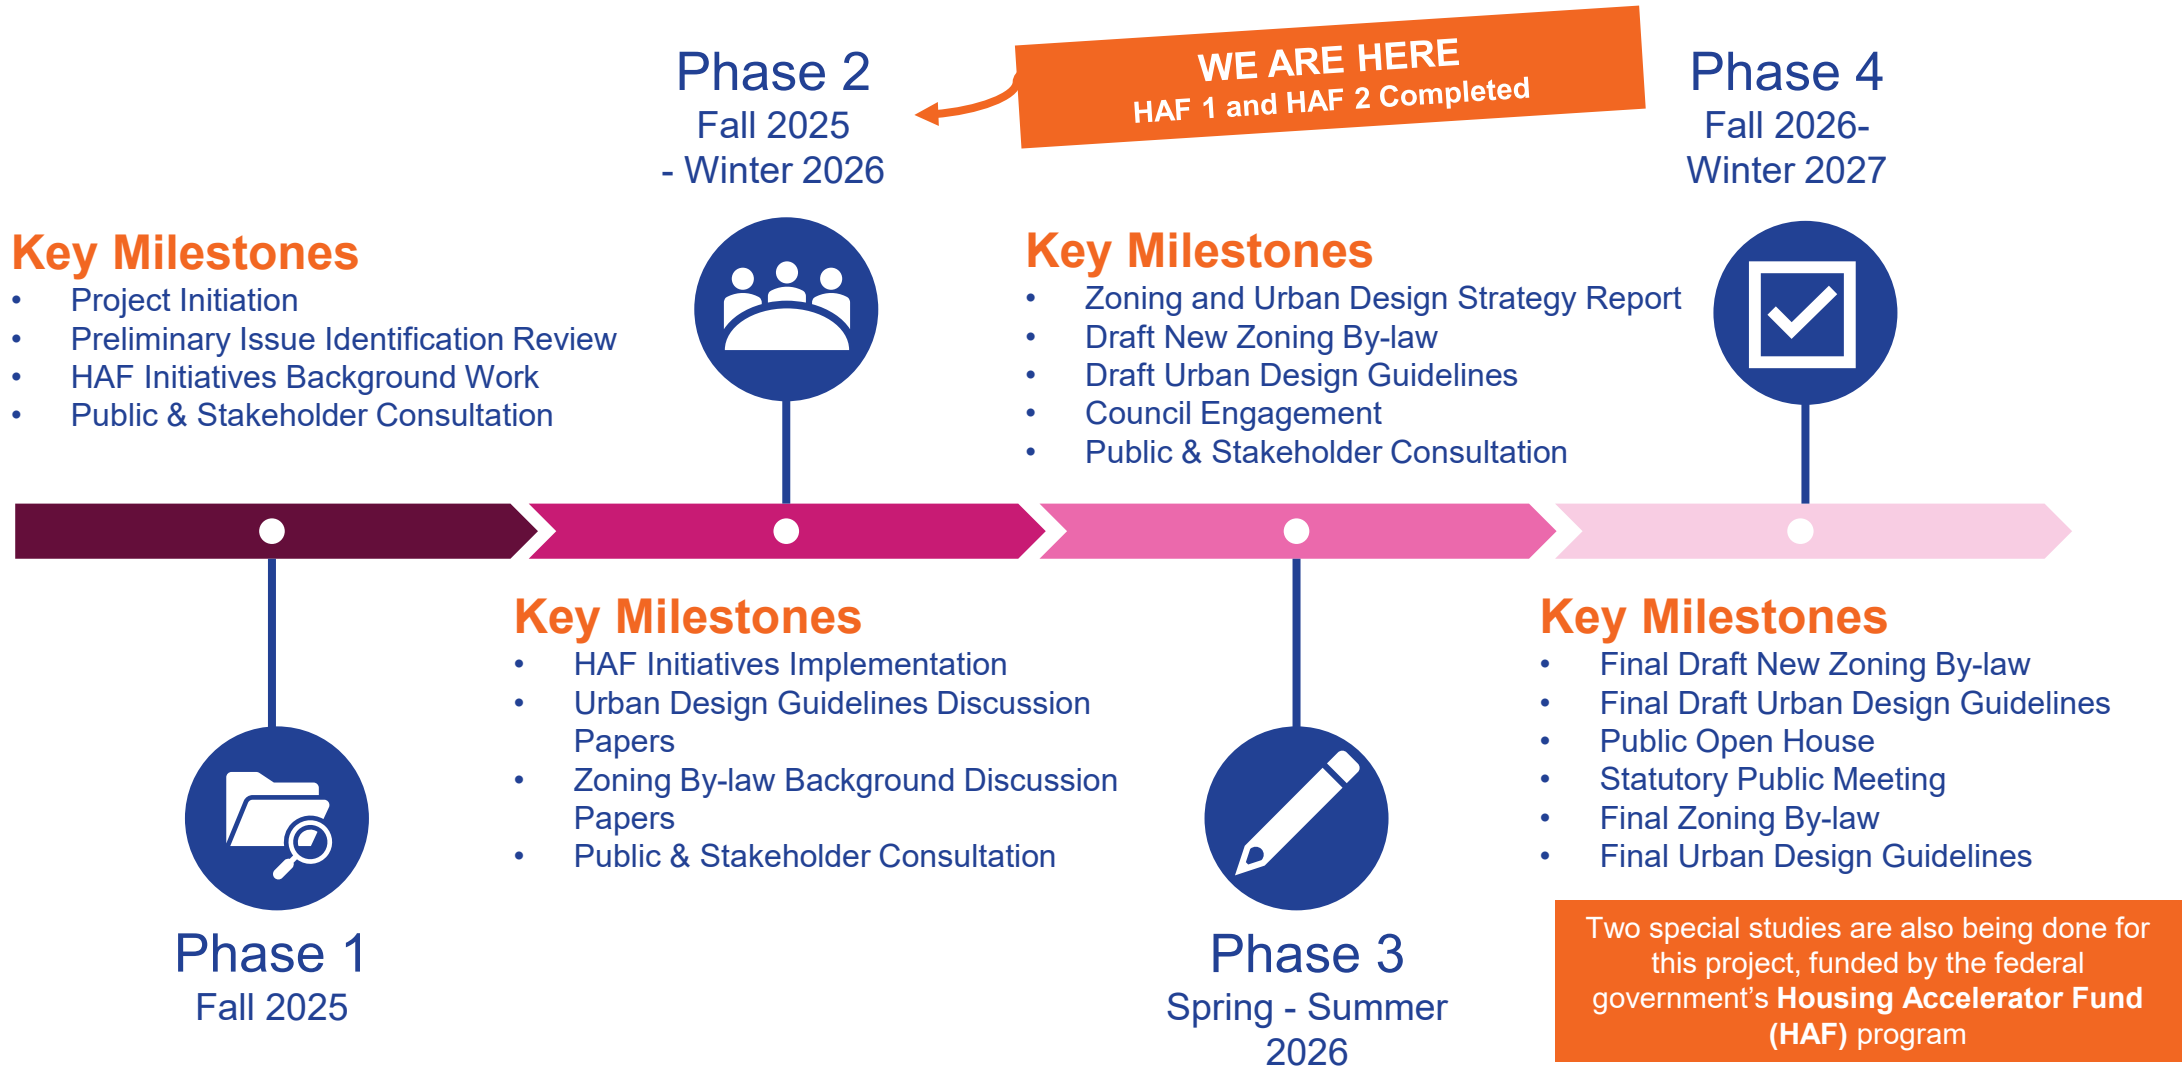 Phase 2
Fall 2025
- Winter 2026
WE ARE HERE
HAF 1 and HAF 2 Completed
Phase 4
Fall 2026-
Winter 2027
Key Milestones
• Project Initiation
• Preliminary Issue Identification Review
• HAF Initiatives Background Work
• Public & Stakeholder Consultation
Key Milestones
• Zoning and Urban Design Strategy Report
• Draft New Zoning By-law
• Draft Urban Design Guidelines
• Council Engagement
• Public & Stakeholder Consultation
Key Milestones
• HAF Initiatives Implementation
• Urban Design Guidelines Discussion
Papers
• Zoning By-law Background Discussion
Papers
• Public & Stakeholder Consultation
Key Milestones
• Final Draft New Zoning By-law
• Final Draft Urban Design Guidelines
• Public Open House
• Statutory Public Meeting
• Final Zoning By-law
• Final Urban Design Guidelines
Phase 1
Fall 2025
Phase 3
Spring - Summer
2026
Two special studies are also being done for
this project, funded by the federal
government’s Housing Accelerator Fund
(HAF) program